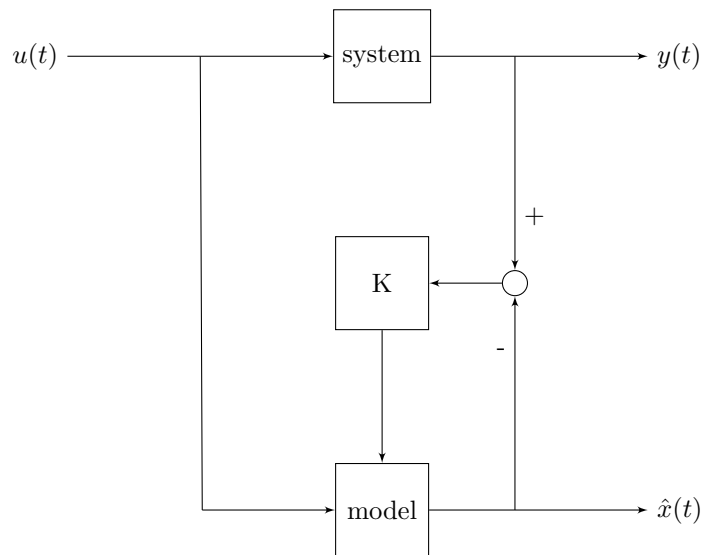 u(t)
system
y(t)
+
K
-
model
x̂(t)